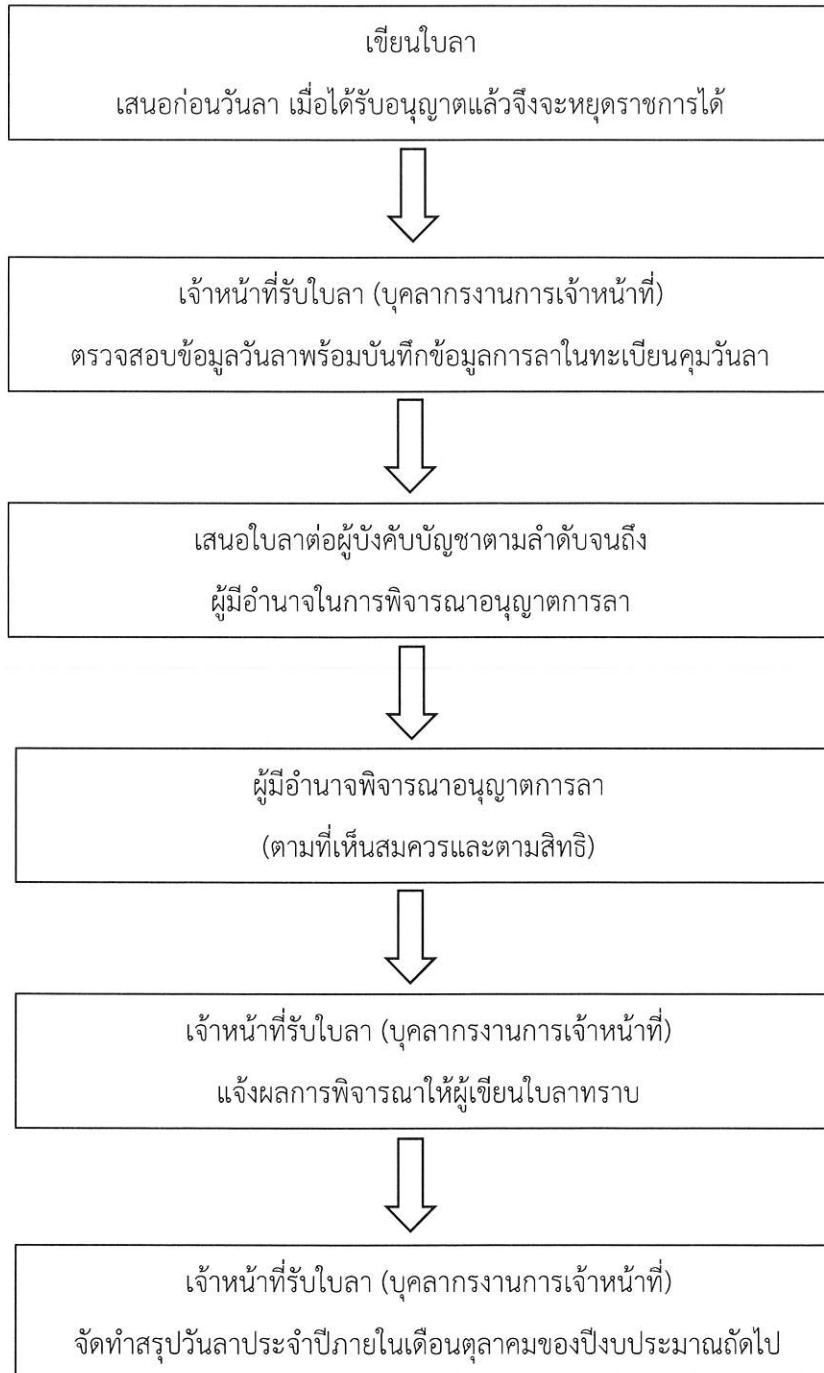 เขียนใบลา
เสนอก่อนวันลา เมื่อได้รับอนุญาตแล้วจึงจะหยุดราชการได้
เจ้าหน้าที่รับใบลา (บุคลากรงานการเจ้าหน้าที่)
ตรวจสอบข้อมูลวันลาพร้อมบันทึกข้อมูลการลาในทะเบียนคุมวันลา
เสนอใบลาต่อผู้บังคับบัญชาตามลำดับจนถึง
ผู้มีอำนาจในการพิจารณาอนุญาตการลา
ผู้มีอำนาจพิจารณาอนุญาตการลา
(ตามที่เห็นสมควรและตามสิทธิ)
เจ้าหน้าที่รับใบลา (บุคลากรงานการเจ้าหน้าที่)
แจ้งผลการพิจารณาให้ผู้เขียนใบลาทราบ
เจ้าหน้าที่รับใบลา (บุคลากรงานการเจ้าหน้าที่)
จัดทำสรุปวันลาประจำปีภายในเดือนตุลาคมของปีงบประมาณถัดไป